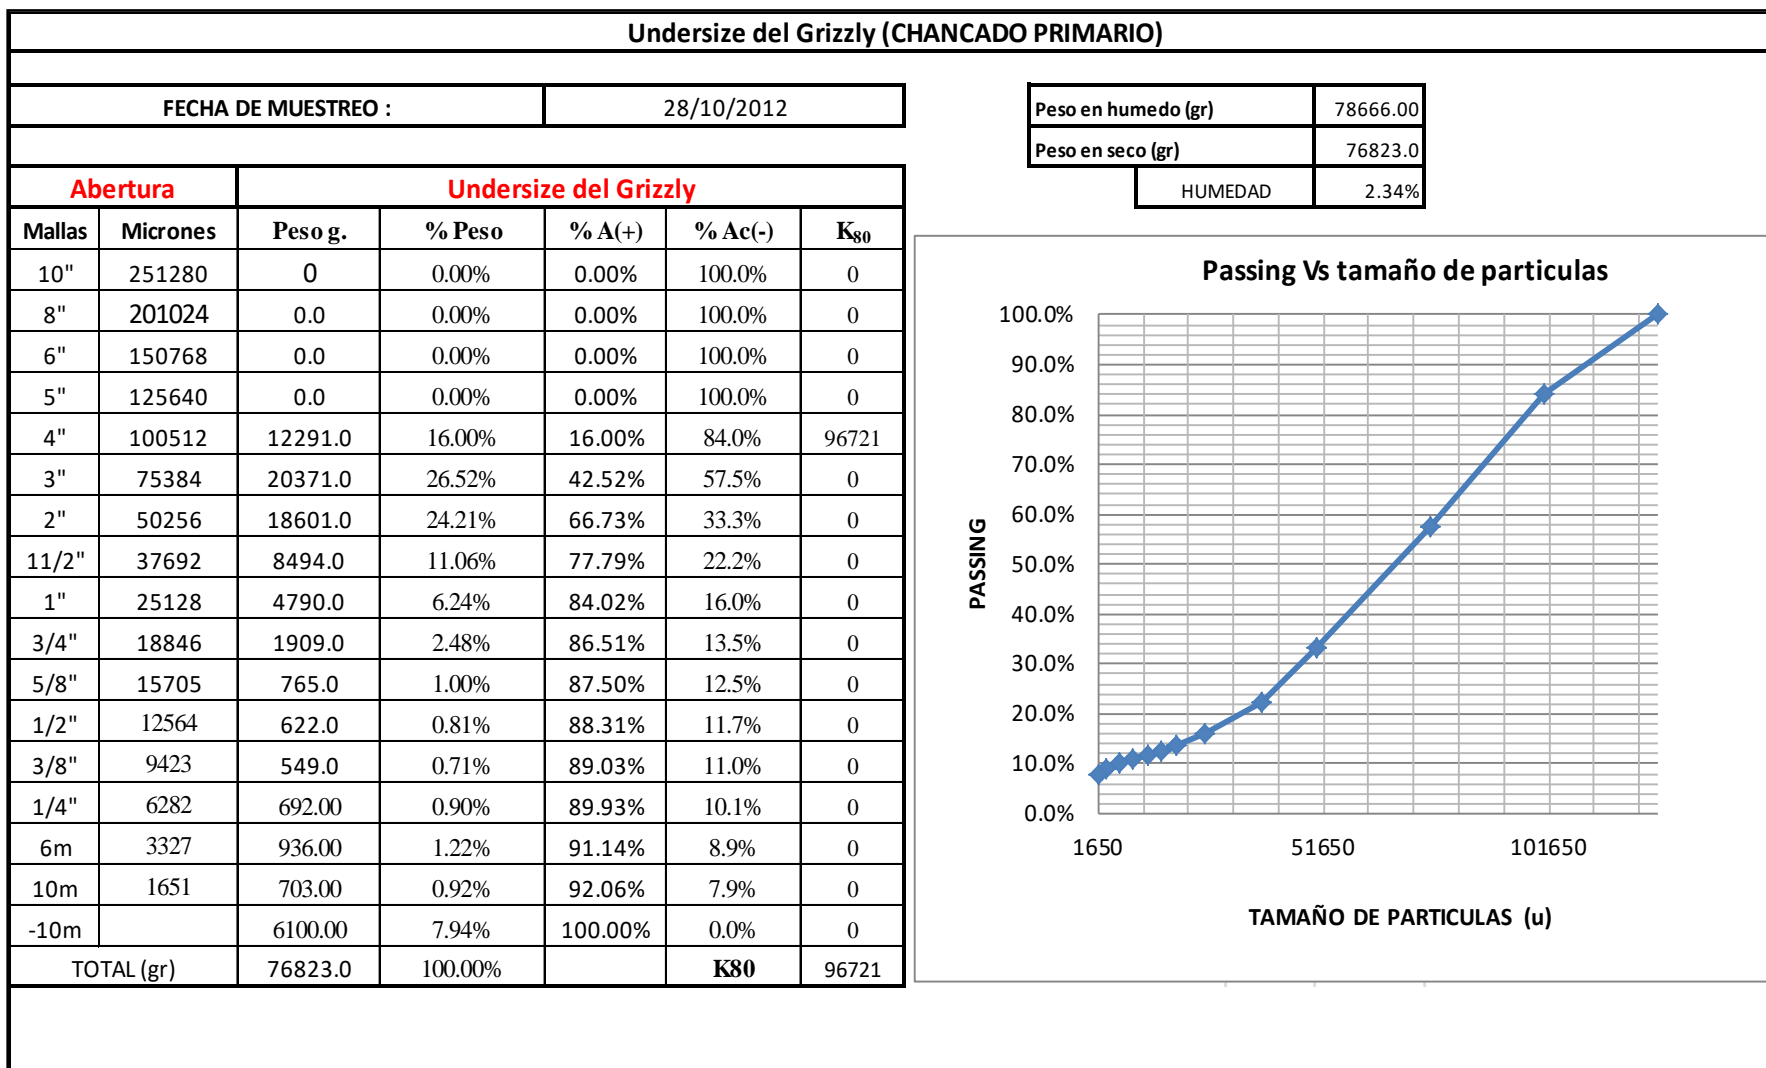 Undersize del Grizzly (CHANCADO PRIMARIO)
FECHA DE MUESTREO : 28/10/2012
Peso en humedo (gr) 78666.00
Peso en seco (gr) 76823.0
HUMEDAD 2.34%
Abertura Undersize del Grizzly
Mallas Micrones Peso g. % Peso % A(+) % Ac(-) K80
10" 251280 0 0.00% 0.00% 100.0% 0
8" 201024 0.0 0.00% 0.00% 100.0% 0
6" 150768 0.0 0.00% 0.00% 100.0% 0
5" 125640 0.0 0.00% 0.00% 100.0% 0
4" 100512 12291.0 16.00% 16.00% 84.0% 96721
3" 75384 20371.0 26.52% 42.52% 57.5% 0
2" 50256 18601.0 24.21% 66.73% 33.3% 0
11/2" 37692 8494.0 11.06% 77.79% 22.2% 0
1" 25128 4790.0 6.24% 84.02% 16.0% 0
3/4" 18846 1909.0 2.48% 86.51% 13.5% 0
5/8" 15705 765.0 1.00% 87.50% 12.5% 0
1/2" 12564 622.0 0.81% 88.31% 11.7% 0
3/8" 9423 549.0 0.71% 89.03% 11.0% 0
1/4" 6282 692.00 0.90% 89.93% 10.1% 0
6m 3327 936.00 1.22% 91.14% 8.9% 0
10m 1651 703.00 0.92% 92.06% 7.9% 0
-10m 6100.00 7.94% 100.00% 0.0% 0
TOTAL (gr) 76823.0 100.00% K80 96721
Passing Vs tamaño de particulas
100.0%
90.0%
80.0%
70.0%
60.0%
50.0%
40.0%
30.0%
20.0%
10.0%
0.0%
PASSING
1650 51650 101650
TAMAÑO DE PARTICULAS (u)